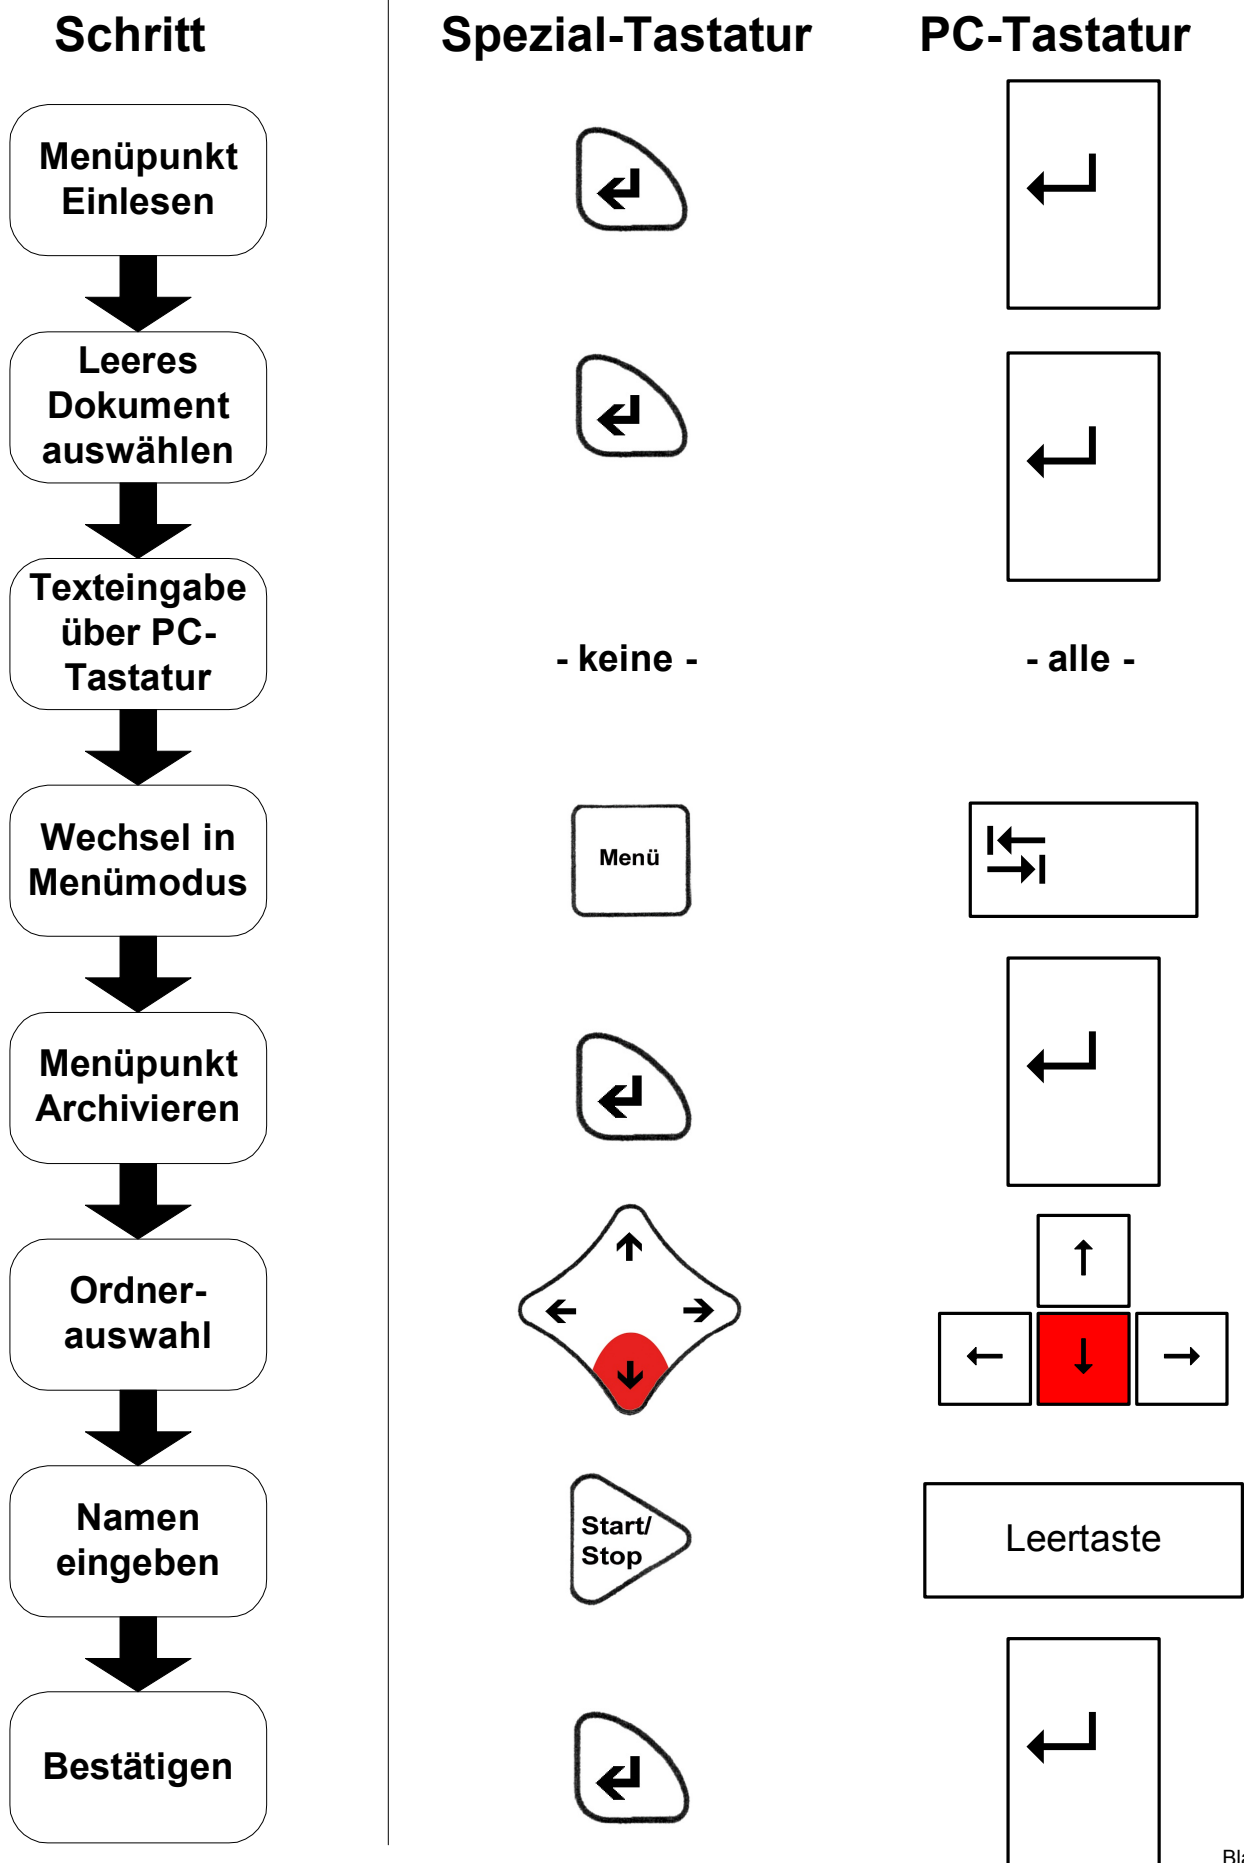 Schritt
Spezial-Tastatur
PC-Tastatur
Menüpunkt
Einlesen
Leeres
Dokument
auswählen
Texteingabe
über PC-
Tastatur
- keine -
- alle -
Wechsel in
Menümodus
Menü
Menüpunkt
Archivieren
Ordner-
auswahl
Namen
eingeben
Start/
Stop
Leertaste
Bestätigen